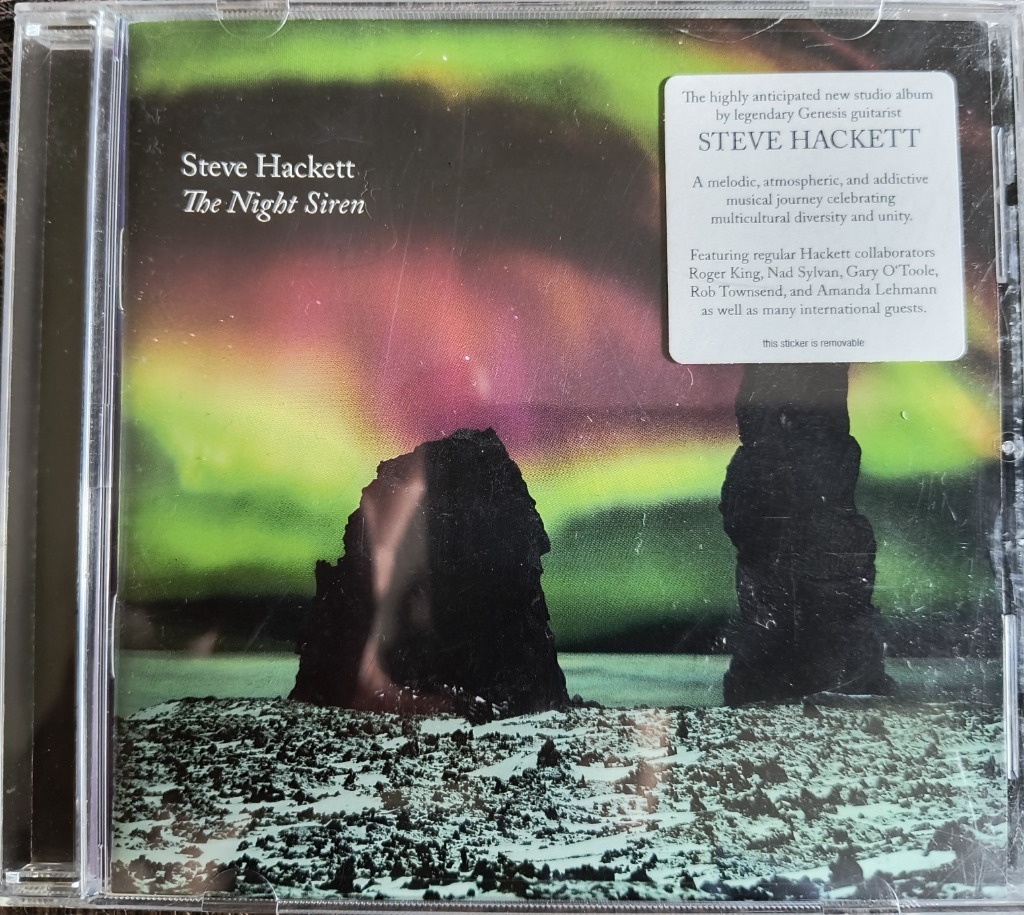 Steve Hackett
The Night Siren
The highly anticipated new studio album
by legendary Genesis guitarist
STEVE HACKETT
A melodic, atmospheric, and addictive
musical journey celebrating
multicultural diversity and unity.
Featuring regular Hackett collaborators
Roger King, Nad Sylvan, Gary O'Toole,
Rob Townsend, and Amanda Lehmann
as well as many international guests.
this sticker is removable